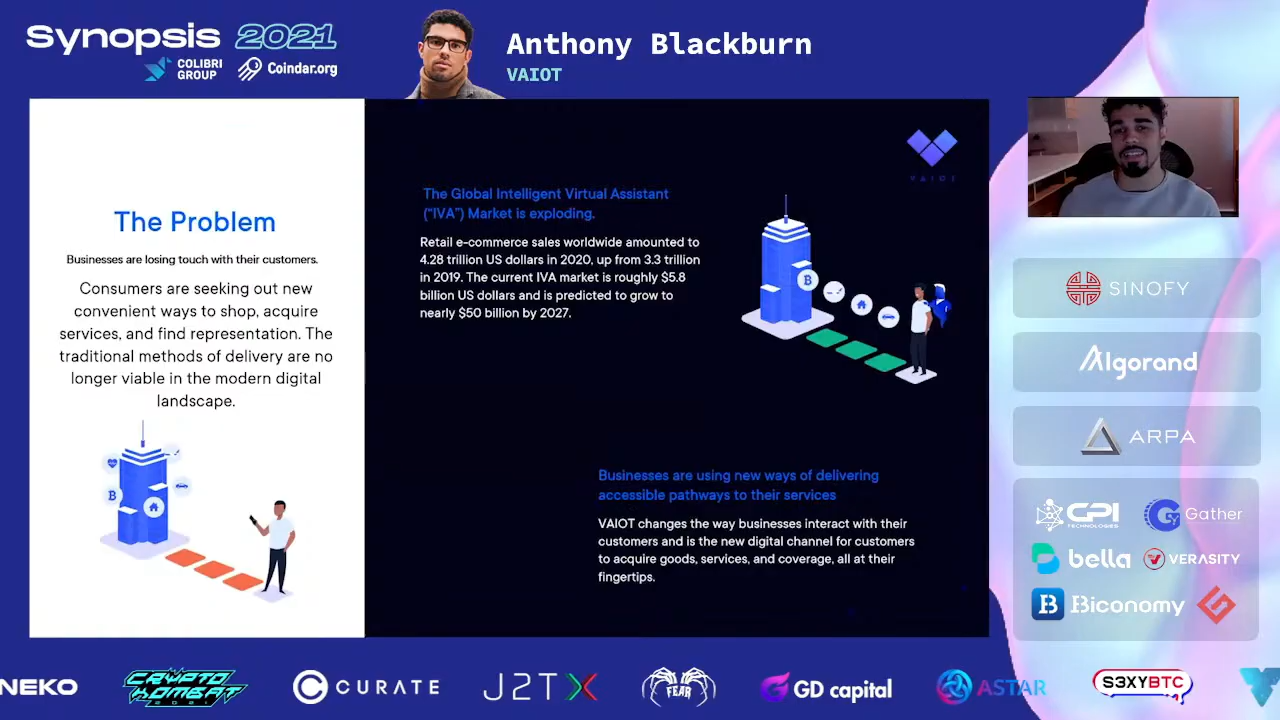 Synopsis 2021
COLIBRI
GROUP
Coindar.org
Anthony Blackburn
VAIOT
The Problem
Businesses are losing touch with their customers.
Consumers are seeking out new
convenient ways to shop, acquire
services, and find representation. The
traditional methods of delivery are no
longer viable in the modern digital
landscape.
VAIOT
The Global Intelligent Virtual Assistant
(“IVA”) Market is exploding.
Retail e-commerce sales worldwide amounted to
4.28 trillion US dollars in 2020, up from 3.3 trillion
in 2019. The current IVA market is roughly $5.8
billion US dollars and is predicted to grow to
nearly $50 billion by 2027.
Businesses are using new ways of delivering
accessible pathways to their services
VAIOT changes the way businesses interact with their
customers and is the new digital channel for customers
to acquire goods, services, and coverage, all at their
fingertips.
SINOFY
Algorand
ARPA
CPI
TECHNOLOGIES
Gather
bella
VERASITY
Biconomy
NEKO
CRYPTO
KOMBAT
2021
CURATE
J2TX
FEAR
GD capital
ASTAR
S3XYBTC